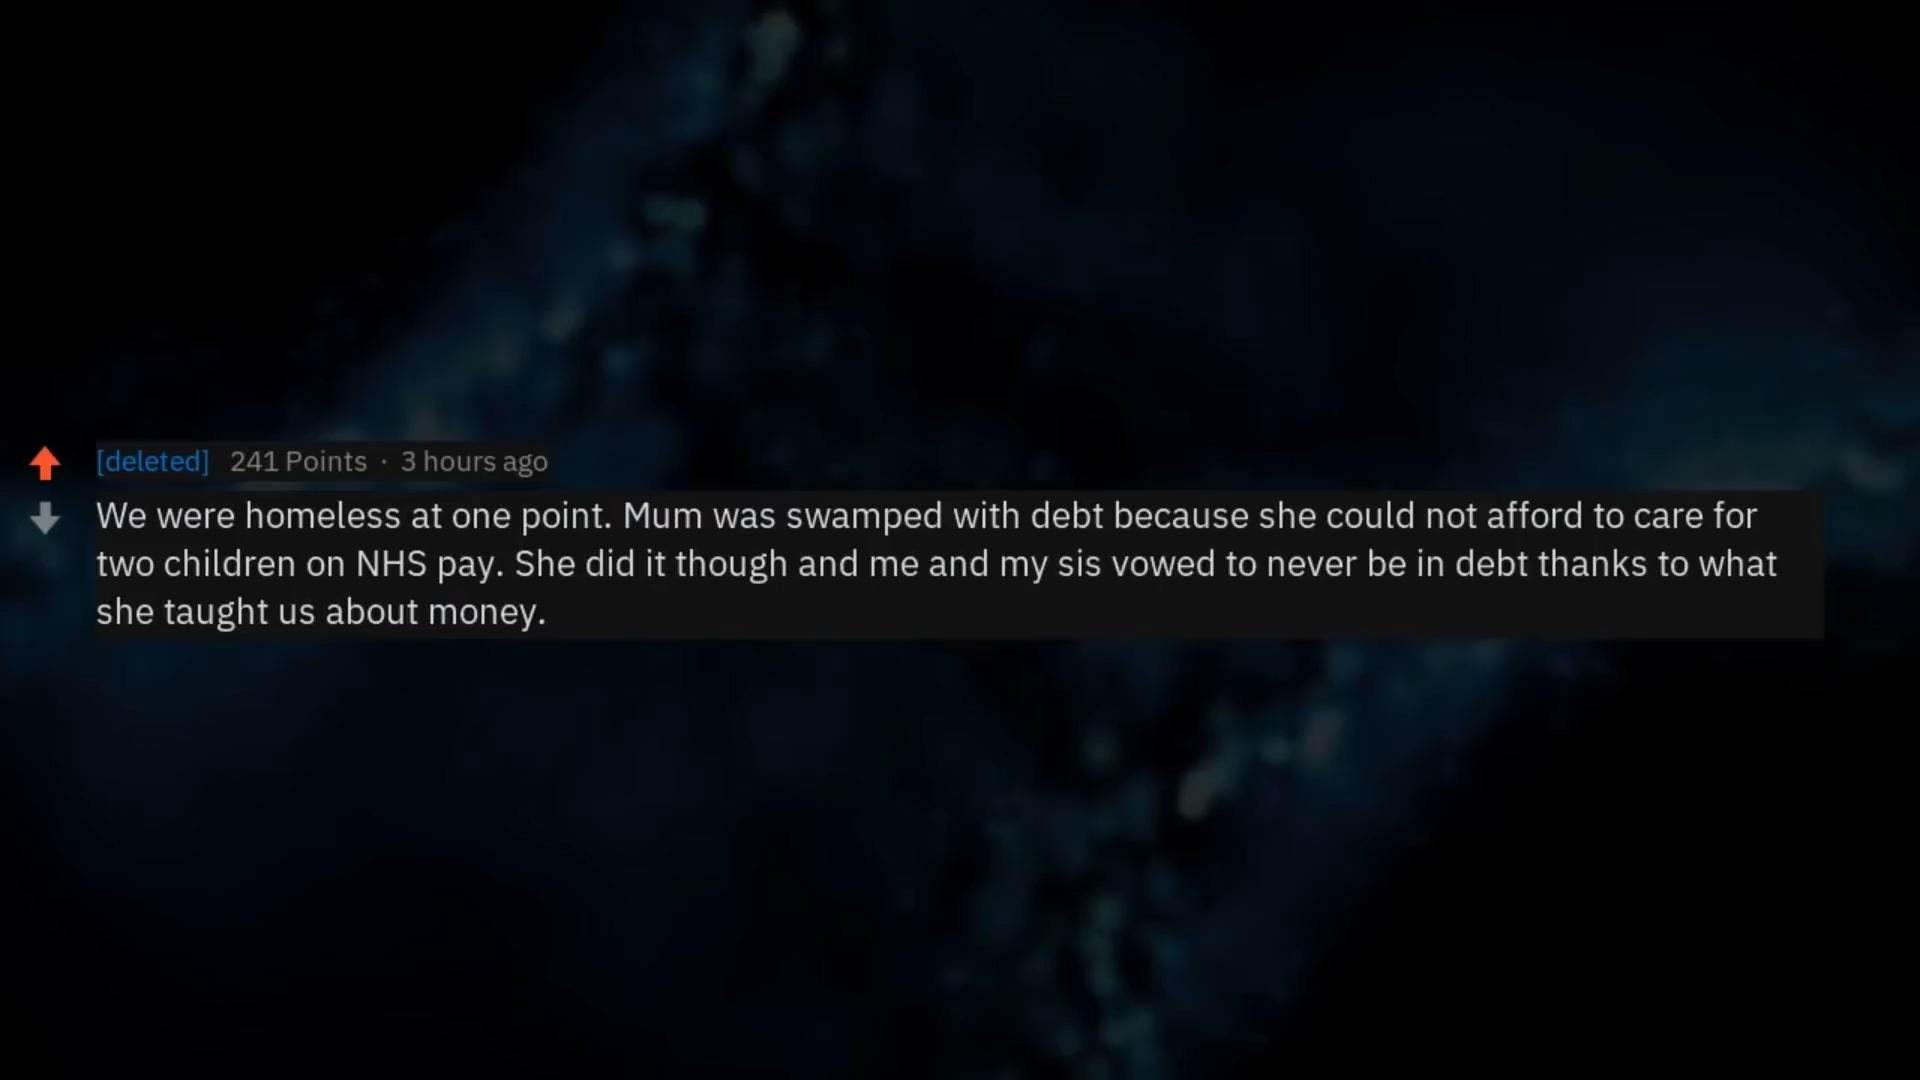 [deleted] 241 Points · 3 hours ago
We were homeless at one point. Mum was swamped with debt because she could not afford to care for
two children on NHS pay. She did it though and me and my sis vowed to never be in debt thanks to what
she taught us about money.